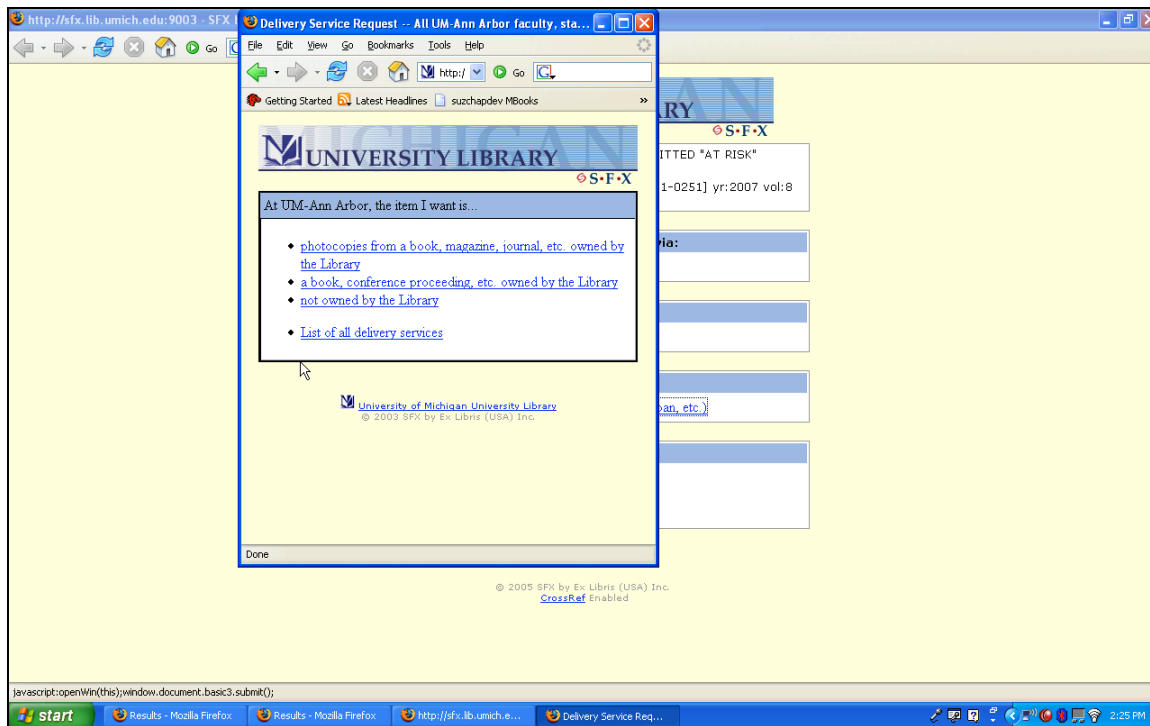 http://sfx.lib.umich.edu:9003 - SFX
Go
Delivery Service Request -- All UM-Ann Arbor faculty, sta...
File Edit View Go Bookmarks Tools Help
http:/ Go
Getting Started Latest Headlines suzchapdev MBooks »
MICHIGAN
UNIVERSITY LIBRARY
S•F•X
At UM-Ann Arbor, the item I want is...
• photocopies from a book, magazine, journal, etc. owned by
the Library
• a book, conference proceeding, etc. owned by the Library
• not owned by the Library
• List of all delivery services
University of Michigan University Library
© 2003 SFX by Ex Libris (USA) Inc.
Done
RY
S•F•X
ITTED "AT RISK"
1-0251] yr:2007 vol:8
via:
oan, etc.)
© 2005 SFX by Ex Libris (USA) Inc.
CrossRef Enabled
javascript:openWin(this);window.document.basic3.submit();
start Results - Mozilla Firefox Results - Mozilla Firefox http://sfx.lib.umich.e... Delivery Service Req... 2:25 PM